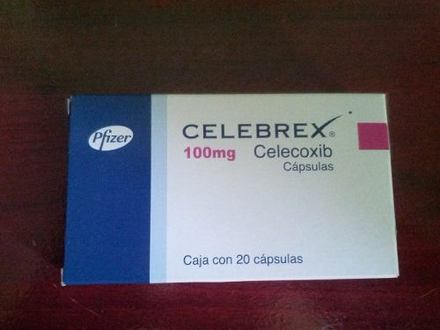 Pfizer
CELEBREX®
100mg Celecoxib
Cápsulas
Caja con 20 cápsulas